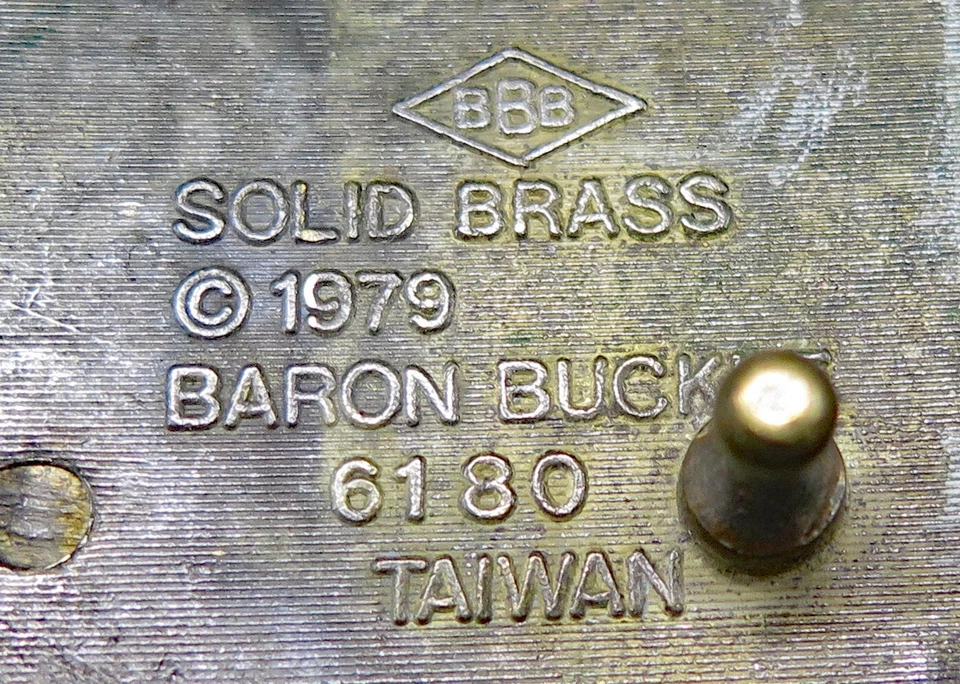 BBB
SOLID BRASS
© 1979
BARON BUCK
6180
TAIWAN